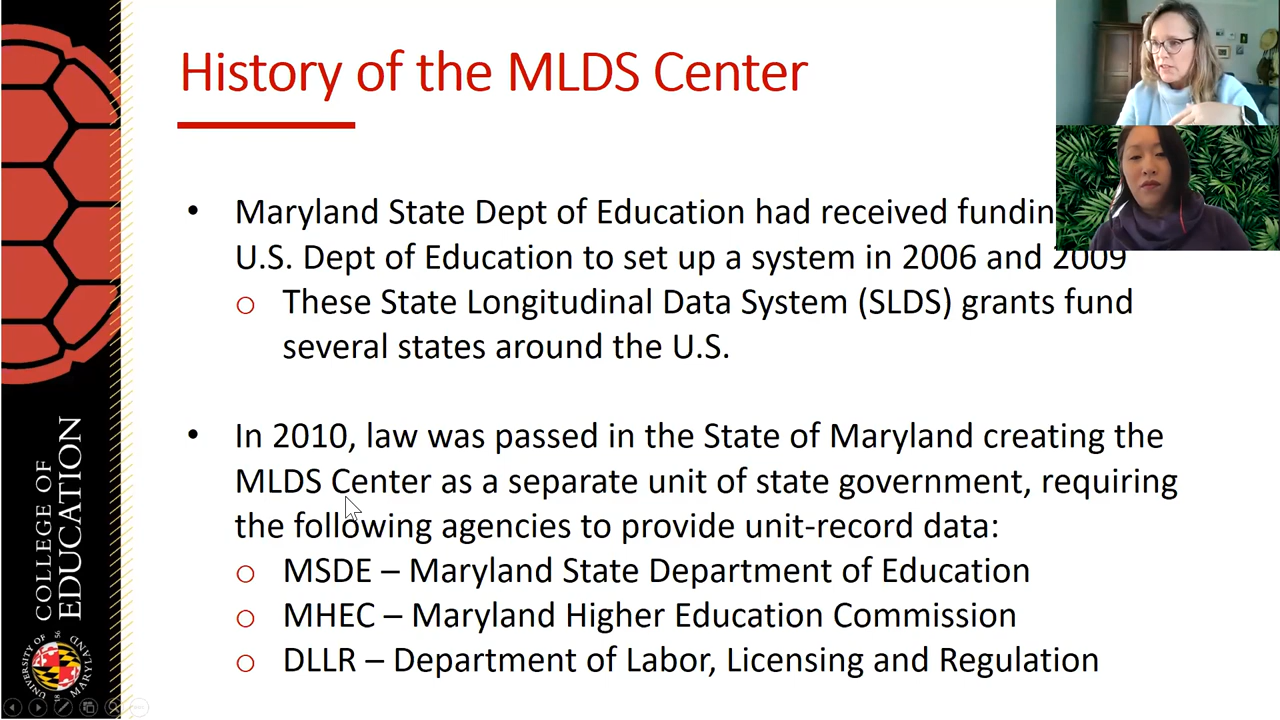 History of the MLDS Center
• Maryland State Dept of Education had received fundin
U.S. Dept of Education to set up a system in 2006 and 2009
o These State Longitudinal Data System (SLDS) grants fund
several states around the U.S.
• In 2010, law was passed in the State of Maryland creating the
MLDS Center as a separate unit of state government, requiring
the following agencies to provide unit-record data:
o MSDE – Maryland State Department of Education
o MHEC – Maryland Higher Education Commission
o DLLR – Department of Labor, Licensing and Regulation
COLLEGE OF
EDUCATION
UNIVERSITY OF
MARYLAND
18 56